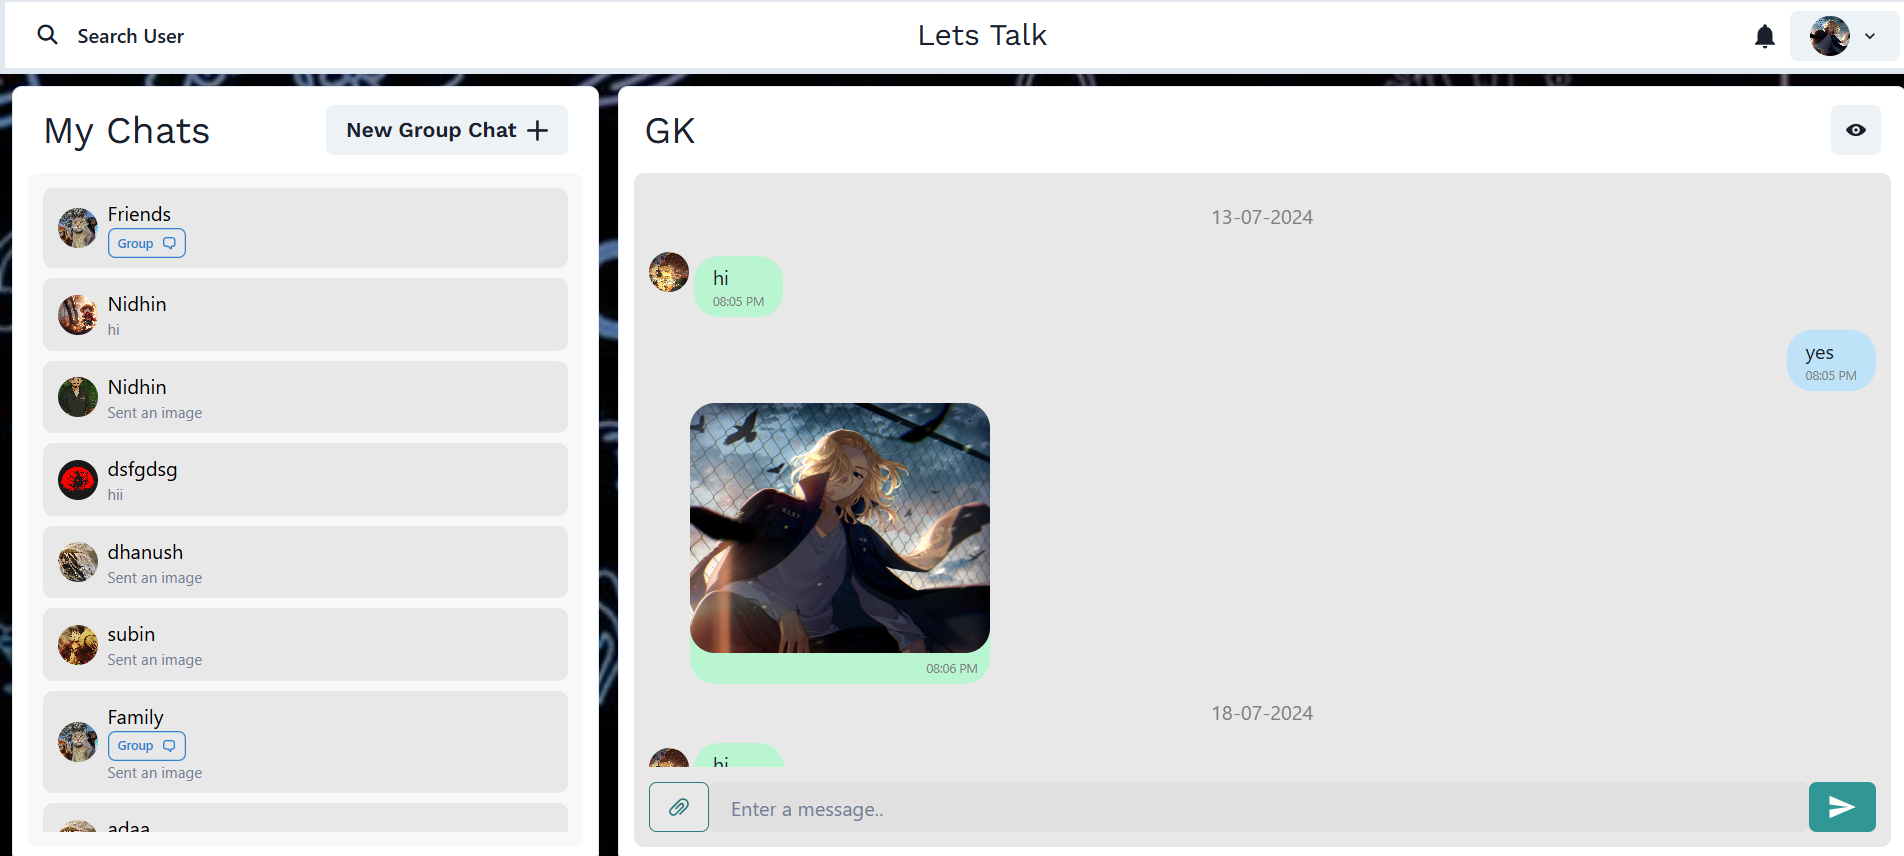 Search User
Lets Talk
My Chats
New Group Chat
Friends
Group
Nidhin
hi
Nidhin
Sent an image
dsfgdsg
hii
dhanush
Sent an image
subin
Sent an image
Family
Group
Sent an image
adaa
GK
13-07-2024
hi
08:05 PM
yes
08:05 PM
08:06 PM
18-07-2024
hi
Enter a message..